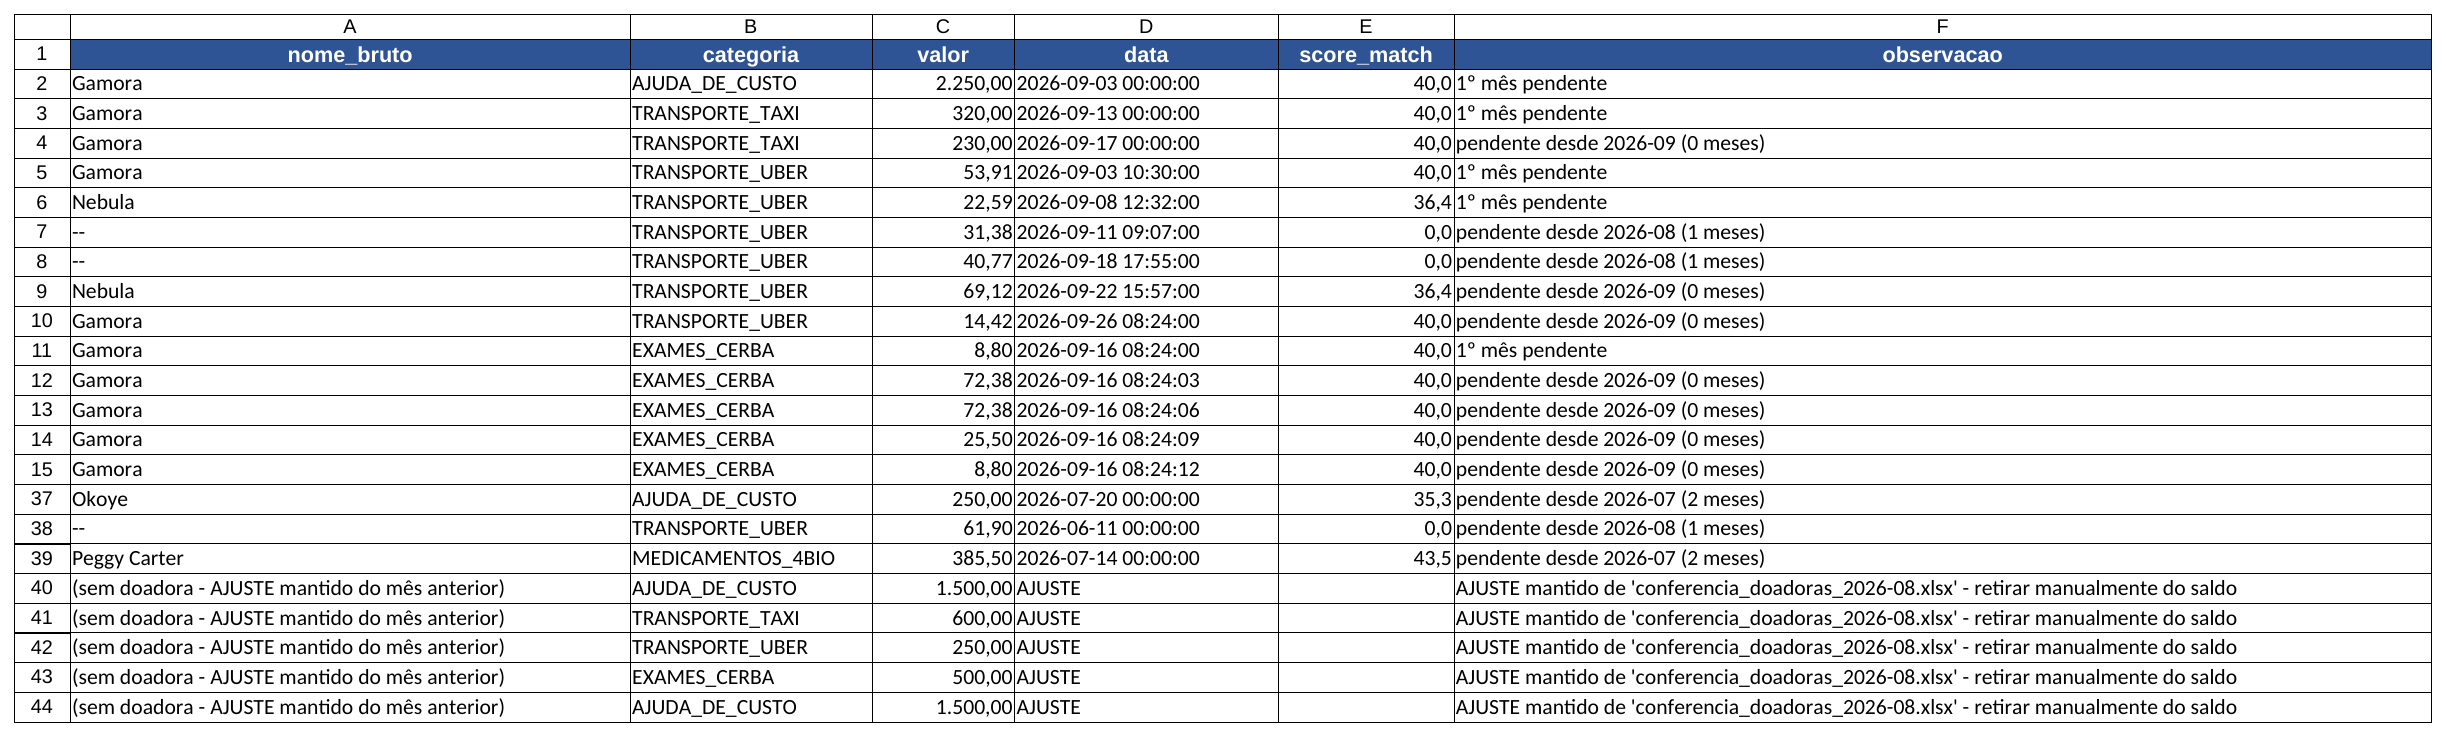 A B C D E F
1 nome_bruto categoria valor data score_match observacao
2 Gamora AJUDA_DE_CUSTO 2.250,00 2026-09-03 00:00:00 40,0 1º mês pendente
3 Gamora TRANSPORTE_TAXI 320,00 2026-09-13 00:00:00 40,0 1º mês pendente
4 Gamora TRANSPORTE_TAXI 230,00 2026-09-17 00:00:00 40,0 pendente desde 2026-09 (0 meses)
5 Gamora TRANSPORTE_UBER 53,91 2026-09-03 10:30:00 40,0 1º mês pendente
6 Nebula TRANSPORTE_UBER 22,59 2026-09-08 12:32:00 36,4 1º mês pendente
7 -- TRANSPORTE_UBER 31,38 2026-09-11 09:07:00 0,0 pendente desde 2026-08 (1 meses)
8 -- TRANSPORTE_UBER 40,77 2026-09-18 17:55:00 0,0 pendente desde 2026-08 (1 meses)
9 Nebula TRANSPORTE_UBER 69,12 2026-09-22 15:57:00 36,4 pendente desde 2026-09 (0 meses)
10 Gamora TRANSPORTE_UBER 14,42 2026-09-26 08:24:00 40,0 pendente desde 2026-09 (0 meses)
11 Gamora EXAMES_CERBA 8,80 2026-09-16 08:24:00 40,0 1º mês pendente
12 Gamora EXAMES_CERBA 72,38 2026-09-16 08:24:03 40,0 pendente desde 2026-09 (0 meses)
13 Gamora EXAMES_CERBA 72,38 2026-09-16 08:24:06 40,0 pendente desde 2026-09 (0 meses)
14 Gamora EXAMES_CERBA 25,50 2026-09-16 08:24:09 40,0 pendente desde 2026-09 (0 meses)
15 Gamora EXAMES_CERBA 8,80 2026-09-16 08:24:12 40,0 pendente desde 2026-09 (0 meses)
37 Okoye AJUDA_DE_CUSTO 250,00 2026-07-20 00:00:00 35,3 pendente desde 2026-07 (2 meses)
38 -- TRANSPORTE_UBER 61,90 2026-06-11 00:00:00 0,0 pendente desde 2026-08 (1 meses)
39 Peggy Carter MEDICAMENTOS_4BIO 385,50 2026-07-14 00:00:00 43,5 pendente desde 2026-07 (2 meses)
40 (sem doadora - AJUSTE mantido do mês anterior) AJUDA_DE_CUSTO 1.500,00 AJUSTE AJUSTE mantido de 'conferencia_doadoras_2026-08.xlsx' - retirar manualmente do saldo
41 (sem doadora - AJUSTE mantido do mês anterior) TRANSPORTE_TAXI 600,00 AJUSTE AJUSTE mantido de 'conferencia_doadoras_2026-08.xlsx' - retirar manualmente do saldo
42 (sem doadora - AJUSTE mantido do mês anterior) TRANSPORTE_UBER 250,00 AJUSTE AJUSTE mantido de 'conferencia_doadoras_2026-08.xlsx' - retirar manualmente do saldo
43 (sem doadora - AJUSTE mantido do mês anterior) EXAMES_CERBA 500,00 AJUSTE AJUSTE mantido de 'conferencia_doadoras_2026-08.xlsx' - retirar manualmente do saldo
44 (sem doadora - AJUSTE mantido do mês anterior) AJUDA_DE_CUSTO 1.500,00 AJUSTE AJUSTE mantido de 'conferencia_doadoras_2026-08.xlsx' - retirar manualmente do saldo